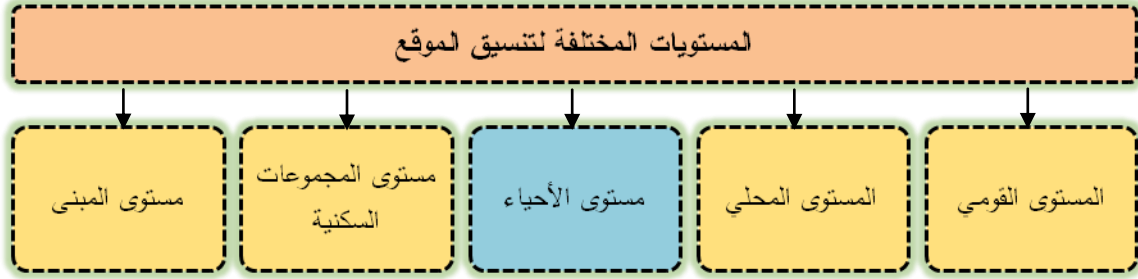 المستويات المختلفة لتنسيق الموقع
المستوى القومي
المستوى المحلي
مستوى الأحياء
مستوى المجموعات
السكنية
مستوى المبنى